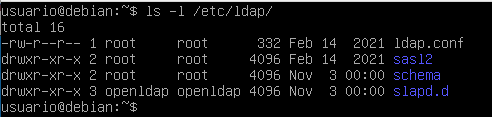 usuario@debian:~$ ls -l /etc/ldap/
total 16
-rw-r--r-- 1 root     root      332 Feb 14  2021 ldap.conf
drwxr-xr-x 2 root     root     4096 Feb 14  2021 sasl2
drwxr-xr-x 2 root     root     4096 Nov  3 00:00 schema
drwxr-xr-x 3 openldap openldap 4096 Nov  3 00:00 slapd.d
usuario@debian:~$